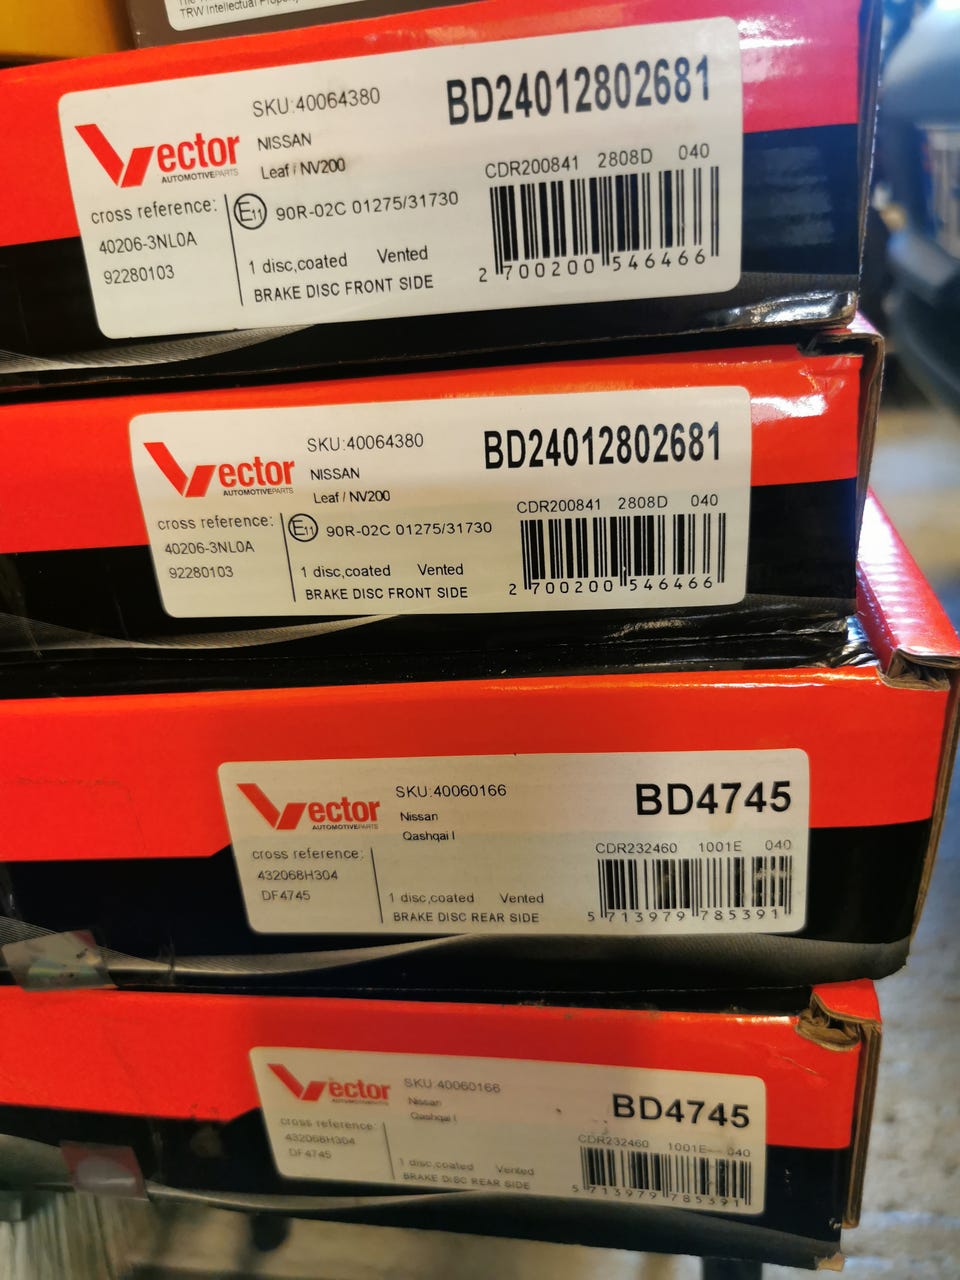 TRW Intellectual Property
Vector
AUTOMOTIVEPARTS
SKU:40064380
BD24012802681
NISSAN
Leaf / NV200
CDR200841 2808D 040
cross reference:
E11 90R-02C 01275/31730
40206-3NL0A
92280103
1 disc,coated Vented
BRAKE DISC FRONT SIDE
2 700200 546466
Vector
AUTOMOTIVEPARTS
SKU:40064380
BD24012802681
NISSAN
Leaf / NV200
CDR200841 2808D 040
cross reference:
E11 90R-02C 01275/31730
40206-3NL0A
92280103
1 disc,coated Vented
BRAKE DISC FRONT SIDE
2 700200 546466
Vector
AUTOMOTIVEPARTS
SKU:40060166
BD4745
Nissan
Qashqai I
CDR232460 1001E 040
cross reference:
432068H304
DF4745
1 disc,coated Vented
BRAKE DISC REAR SIDE
5 713979 785391
Vector
AUTOMOTIVEPARTS
SKU:40060166
BD4745
Nissan
Qashqai I
CDR232460 1001E 040
cross reference:
432068H304
DF4745
1 disc,coated Vented
BRAKE DISC REAR SIDE
5 713979 785391